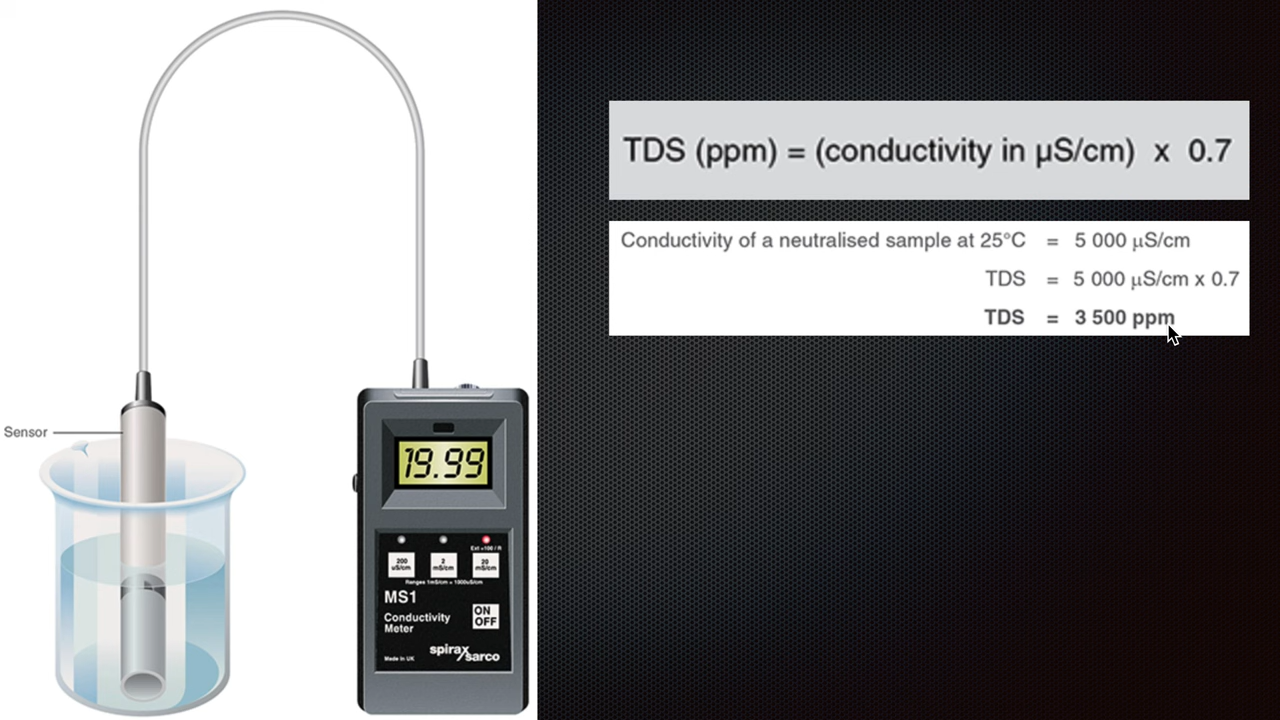 TDS (ppm) = (conductivity in µS/cm) x 0.7
Conductivity of a neutralised sample at 25°C = 5 000 µS/cm
TDS = 5 000 µS/cm x 0.7
TDS = 3 500 ppm
Sensor
19.99
Ext ÷100 / R
200 uS/cm
2 mS/cm
20 mS/cm
Ranges 1mS/cm = 1000uS/cm
MS1
Conductivity
Meter
ON
OFF
spirax
sarco
Made in UK